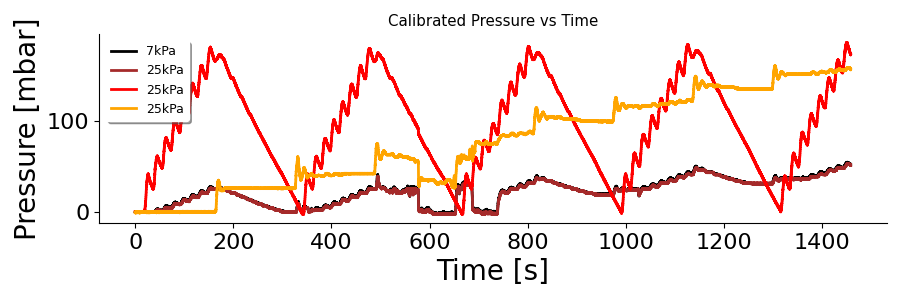 Calibrated Pressure vs Time
Pressure [mbar]
100
0
7kPa
25kPa
25kPa
25kPa
0 200 400 600 800 1000 1200 1400
Time [s]